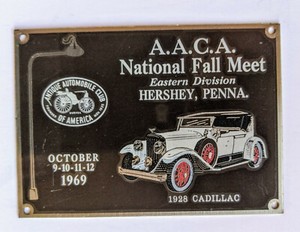 A.A.C.A.
National Fall Meet
Eastern Division
HERSHEY, PENNA.
ANTIQUE AUTOMOBILE CLUB
OF AMERICA
OCTOBER
9-10-11-12
1969
1928 CADILLAC